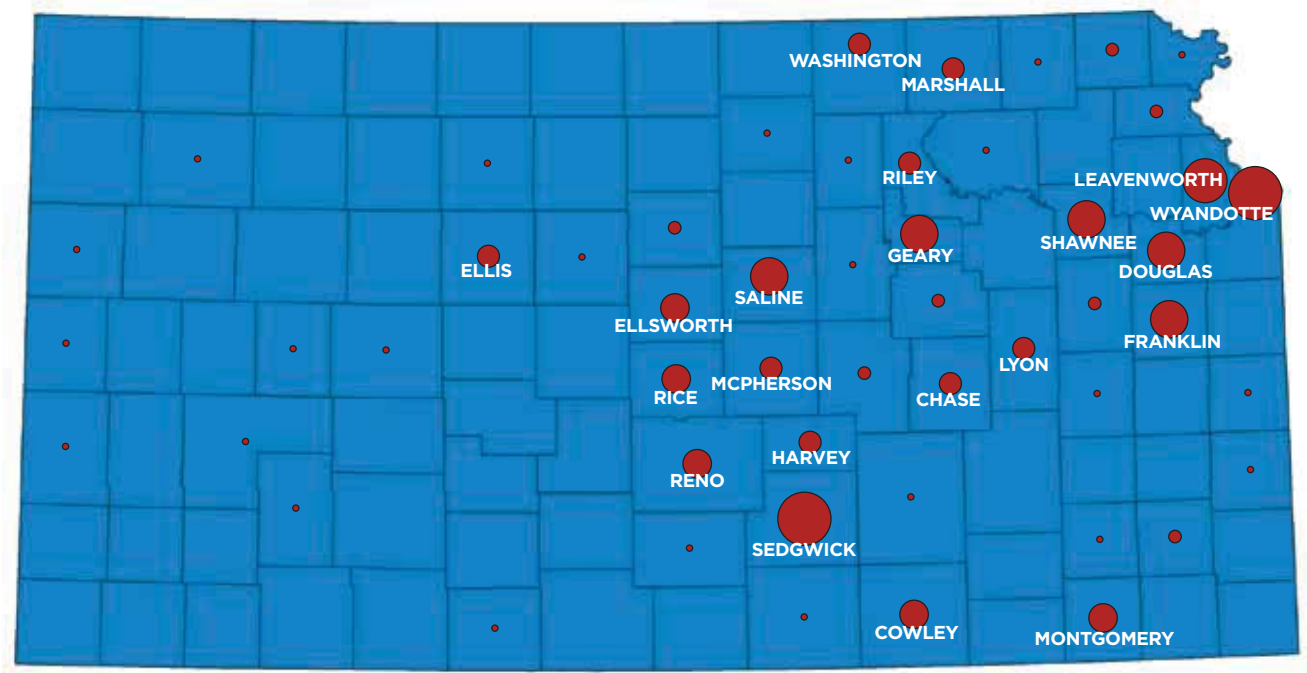 WASHINGTON
MARSHALL
RILEY
LEAVENWORTH
WYANDOTTE
SHAWNEE
GEARY
DOUGLAS
ELLIS
SALINE
ELLSWORTH
FRANKLIN
LYON
MCPHERSON
RICE
CHASE
HARVEY
RENO
SEDGWICK
COWLEY
MONTGOMERY